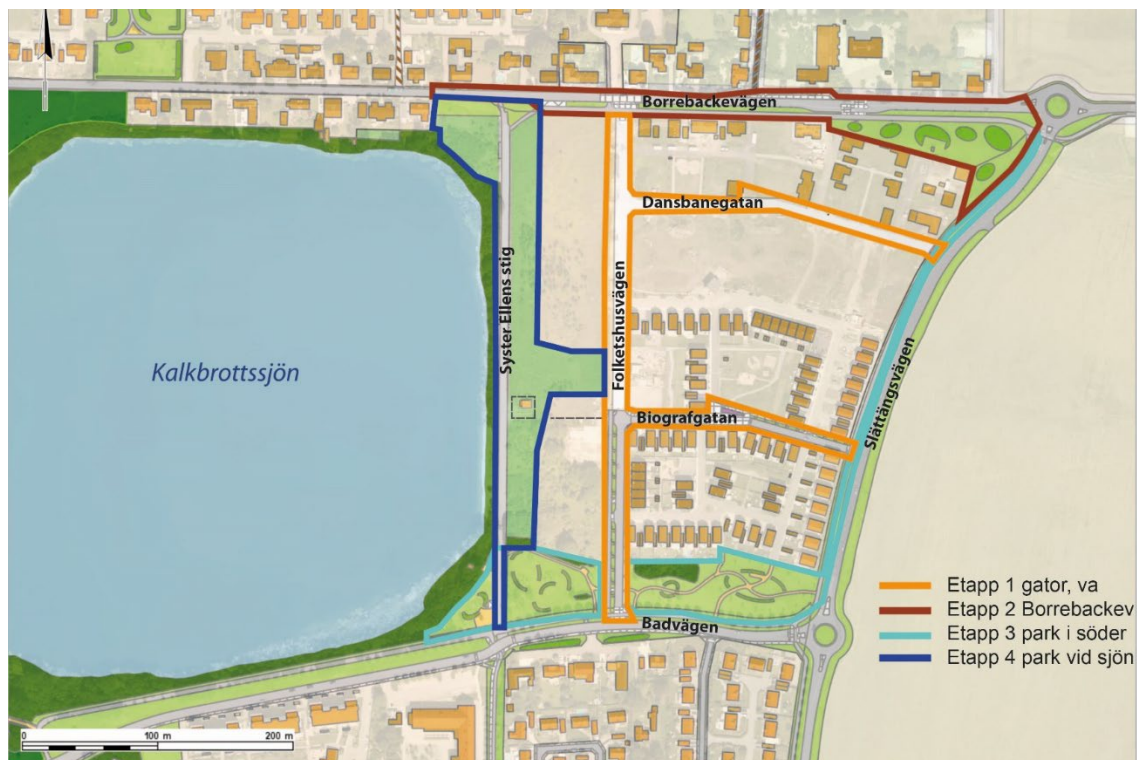 Borrebackevägen
Dansbanegatan
Syster Ellens stig
Folketshusvägen
Kalkbrottssjön
Slättängsvägen
Biografgatan
Badvägen
Etapp 1 gator, va
Etapp 2 Borrebackev
Etapp 3 park i söder
Etapp 4 park vid sjön
0 100 m 200 m